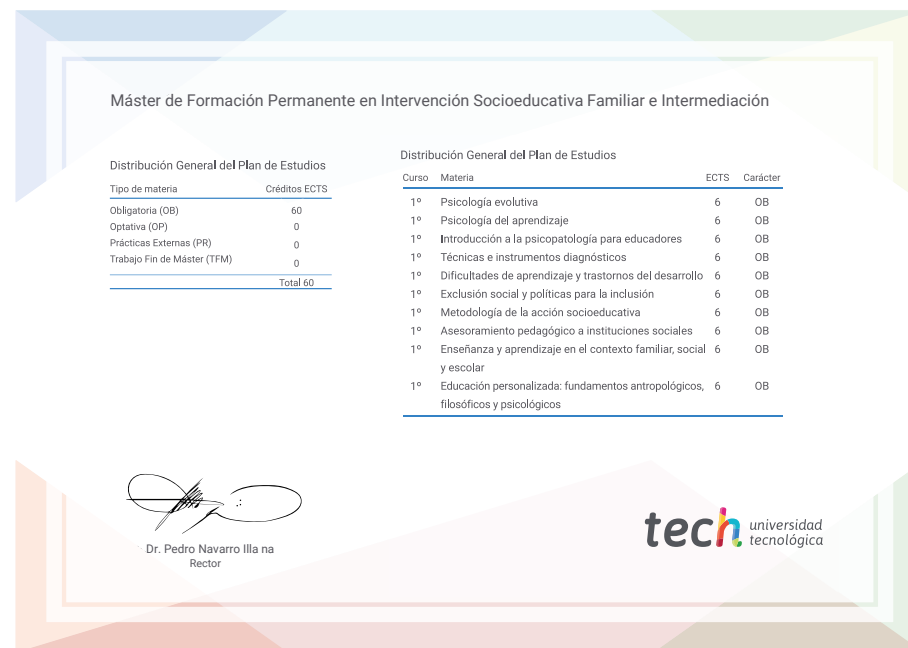 Máster de Formación Permanente en Intervención Socioeducativa Familiar e Intermediación
Distribución General del Plan de Estudios
Tipo de materia Créditos ECTS
Obligatoria (OB) 60
Optativa (OP) 0
Prácticas Externas (PR) 0
Trabajo Fin de Máster (TFM) 0
Total 60
Distribución General del Plan de Estudios
Curso Materia ECTS Carácter
1º Psicología evolutiva 6 OB
1º Psicología del aprendizaje 6 OB
1º Introducción a la psicopatología para educadores 6 OB
1º Técnicas e instrumentos diagnósticos 6 OB
1º Dificultades de aprendizaje y trastornos del desarrollo 6 OB
1º Exclusión social y políticas para la inclusión 6 OB
1º Metodología de la acción socioeducativa 6 OB
1º Asesoramiento pedagógico a instituciones sociales 6 OB
1º Enseñanza y aprendizaje en el contexto familiar, social 6 OB
y escolar
1º Educación personalizada: fundamentos antropológicos, 6 OB
filosóficos y psicológicos
Dr. Pedro Navarro Illa na
Rector
tech universidad
tecnológica